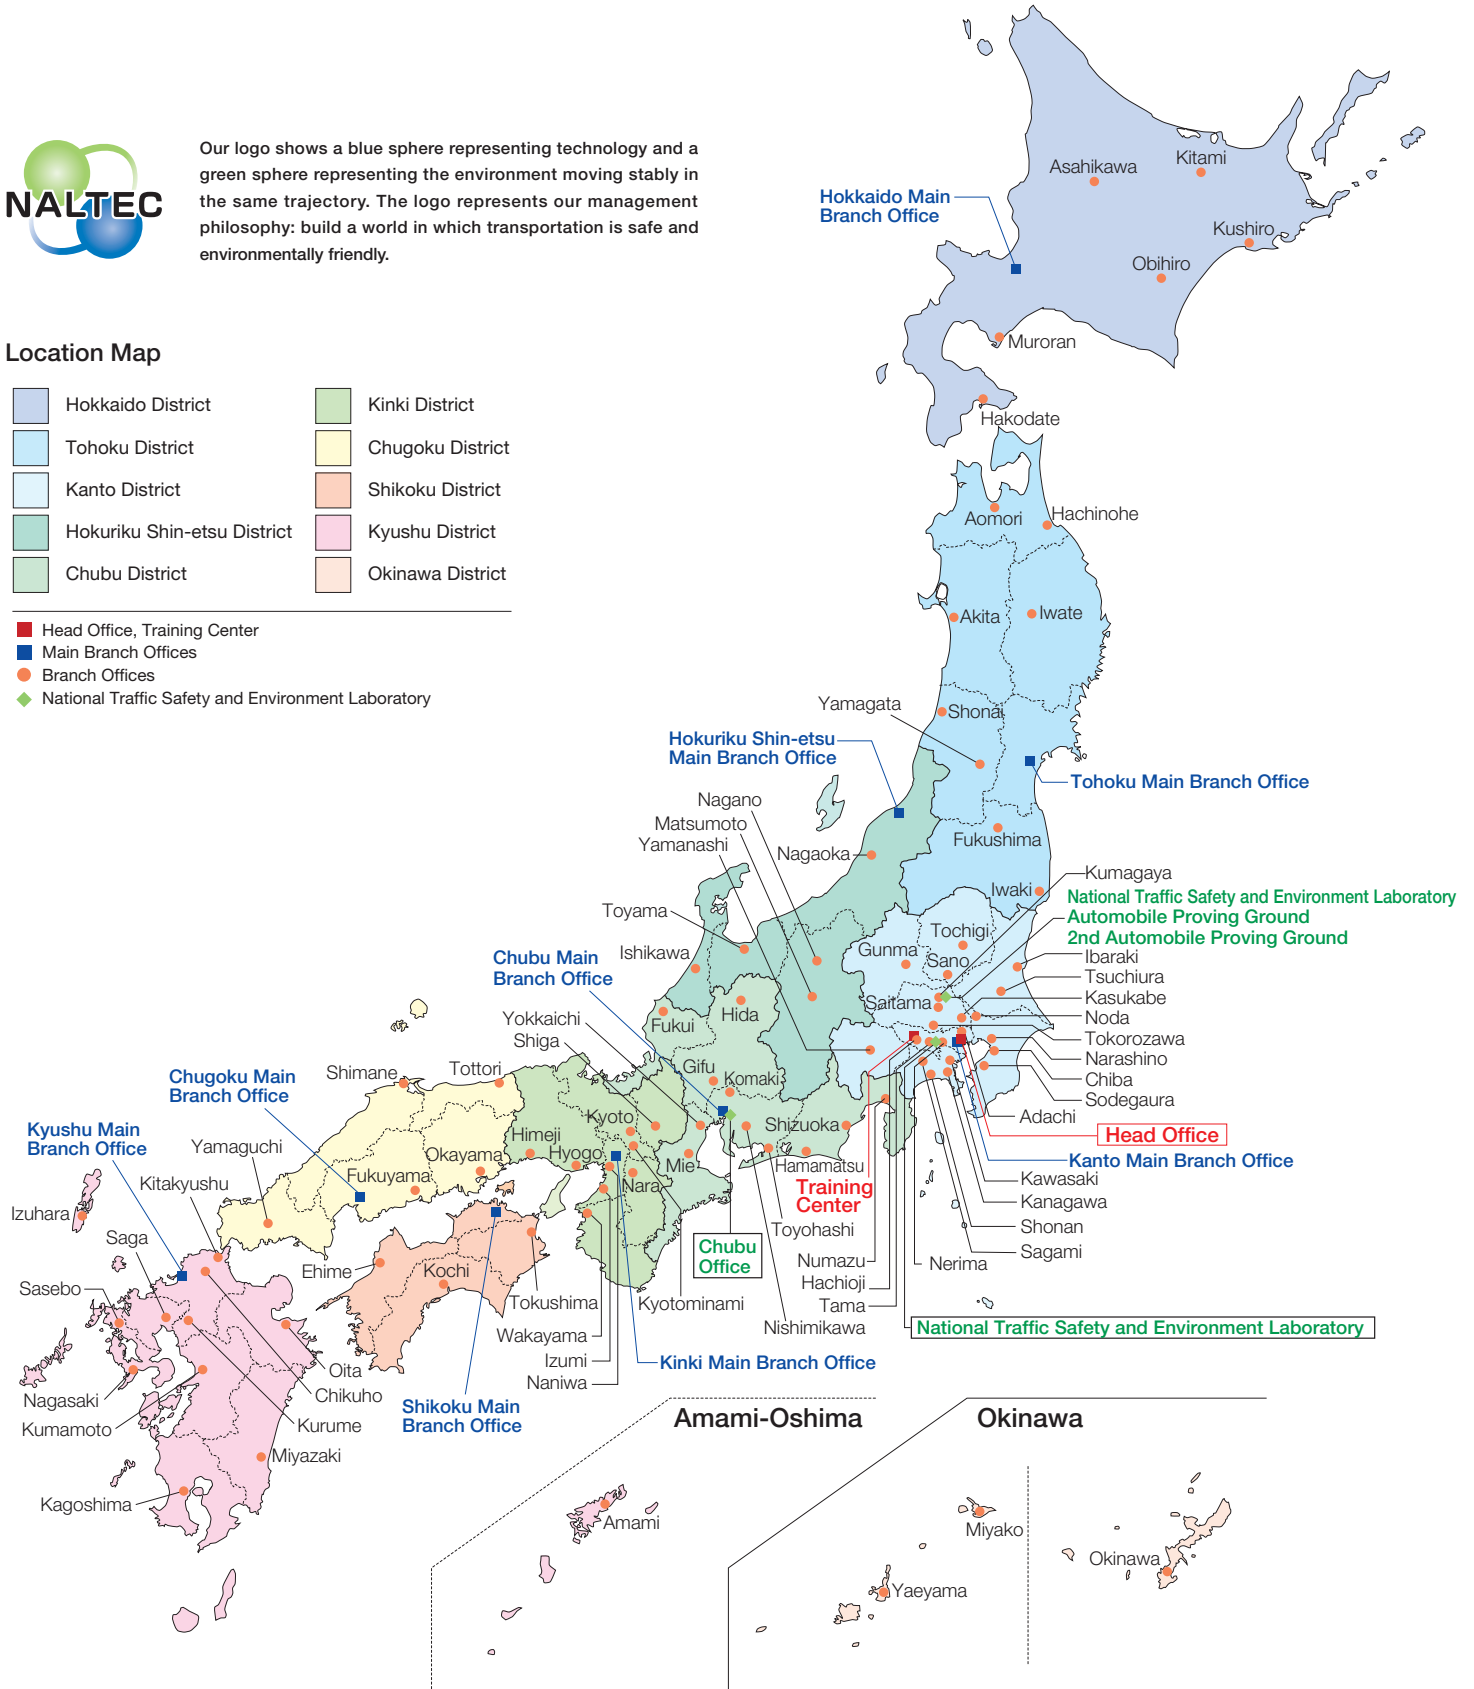 NALTEC
Our logo shows a blue sphere representing technology and a
green sphere representing the environment moving stably in
the same trajectory. The logo represents our management
philosophy: build a world in which transportation is safe and
environmentally friendly.
Location Map
Hokkaido District
Tohoku District
Kanto District
Hokuriku Shin-etsu District
Chubu District
Kinki District
Chugoku District
Shikoku District
Kyushu District
Okinawa District
Head Office, Training Center
Main Branch Offices
Branch Offices
National Traffic Safety and Environment Laboratory
Asahikawa
Kitami
Hokkaido Main
Branch Office
Kushiro
Obihiro
Muroran
Hakodate
Aomori
Hachinohe
Akita
Iwate
Yamagata
Shonai
Hokuriku Shin-etsu
Main Branch Office
Tohoku Main Branch Office
Nagano
Matsumoto
Yamanashi
Nagaoka
Fukushima
Iwaki
Kumagaya
National Traffic Safety and Environment Laboratory
Automobile Proving Ground
2nd Automobile Proving Ground
Toyama
Ishikawa
Tochigi
Gunma
Sano
Ibaraki
Tsuchiura
Kasukabe
Noda
Tokorozawa
Narashino
Chiba
Sodegaura
Adachi
Saitama
Chubu Main
Branch Office
Hida
Fukui
Yokkaichi
Shiga
Gifu
Komaki
Shimane
Tottori
Chugoku Main
Branch Office
Kyushu Main
Branch Office
Yamaguchi
Kitakyushu
Izuhara
Saga
Sasebo
Fukuyama
Okayama
Himeji
Hyogo
Kyoto
Nara
Mie
Shizuoka
Hamamatsu
Training
Center
Toyohashi
Head Office
Kanto Main Branch Office
Kawasaki
Kanagawa
Shonan
Sagami
Nerima
Numazu
Hachioji
Tama
Chubu
Office
Nishimikawa
National Traffic Safety and Environment Laboratory
Kyotominami
Ehime
Kochi
Tokushima
Wakayama
Izumi
Naniwa
Kinki Main Branch Office
Shikoku Main
Branch Office
Oita
Chikuho
Kurume
Nagasaki
Kumamoto
Miyazaki
Kagoshima
Amami-Oshima
Okinawa
Amami
Miyako
Yaeyama
Okinawa